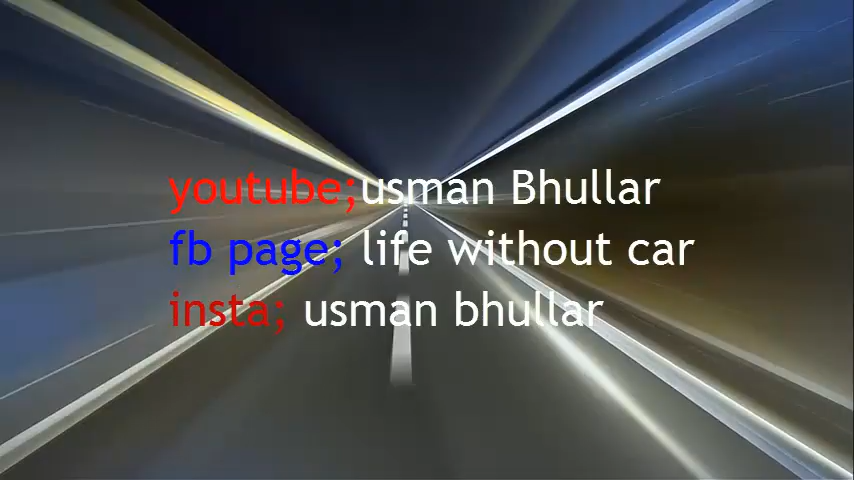 youtube;usman Bhullar
fb page; life without car
insta; usman bhullar